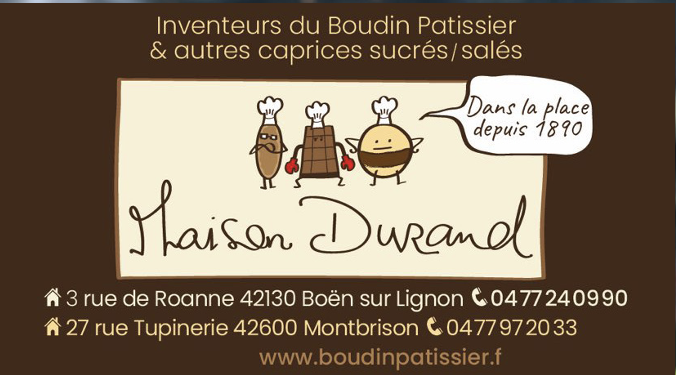 Inventeurs du Boudin Patissier
& autres caprices sucrés/salés
Dans la place
depuis 1890
Maison Durand
3 rue de Roanne 42130 Boën sur Lignon 0477240990
27 rue Tupinerie 42600 Montbrison 0477972033
www.boudinpatissier.f